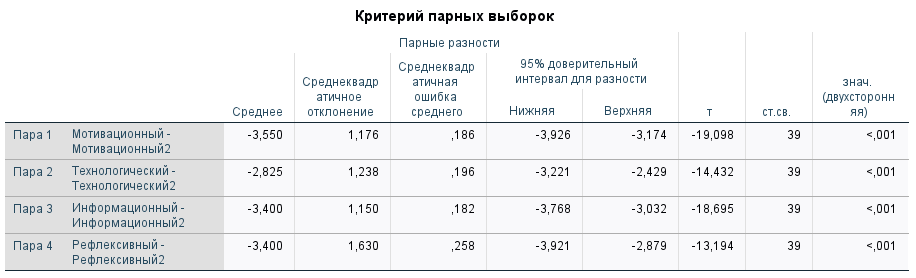 Критерий парных выборок
Парные разности
Среднее
Среднеквадр
атичное
отклонение
Среднеквадр
атичная
ошибка
среднего
95% доверительный
интервал для разности
Нижняя
Верхняя
т
ст.св.
знач.
(двухсторонн
яя)
Пара 1 Мотивационный - Мотивационный2 -3,550 1,176 ,186 -3,926 -3,174 -19,098 39 <,001
Пара 2 Технологический - Технологический2 -2,825 1,238 ,196 -3,221 -2,429 -14,432 39 <,001
Пара 3 Информационный - Информационный2 -3,400 1,150 ,182 -3,768 -3,032 -18,695 39 <,001
Пара 4 Рефлексивный - Рефлексивный2 -3,400 1,630 ,258 -3,921 -2,879 -13,194 39 <,001